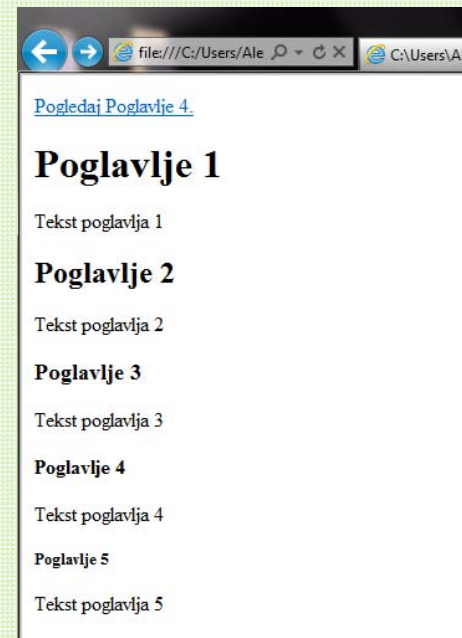 file:///C:/Users/Ale
C:\Users\Al
Pogledaj Poglavlje 4.
Poglavlje 1
Tekst poglavlja 1
Poglavlje 2
Tekst poglavlja 2
Poglavlje 3
Tekst poglavlja 3
Poglavlje 4
Tekst poglavlja 4
Poglavlje 5
Tekst poglavlja 5